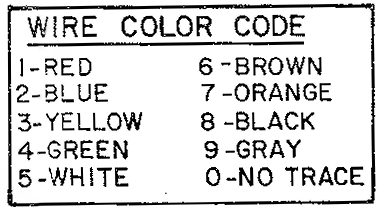 WIRE COLOR CODE
1-RED 6-BROWN
2-BLUE 7-ORANGE
3-YELLOW 8-BLACK
4-GREEN 9-GRAY
5-WHITE 0-NO TRACE